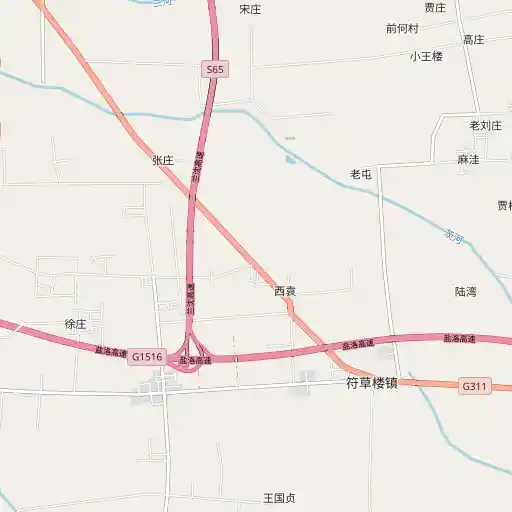 宋庄
贾庄
前何村
高庄
小王楼
S65
老刘庄
张庄
麻洼
老屯
茨河
西袁
陆湾
徐庄
盐洛高速
盐洛高速
G1516
盐洛高速
符草楼镇
G311
王国贞